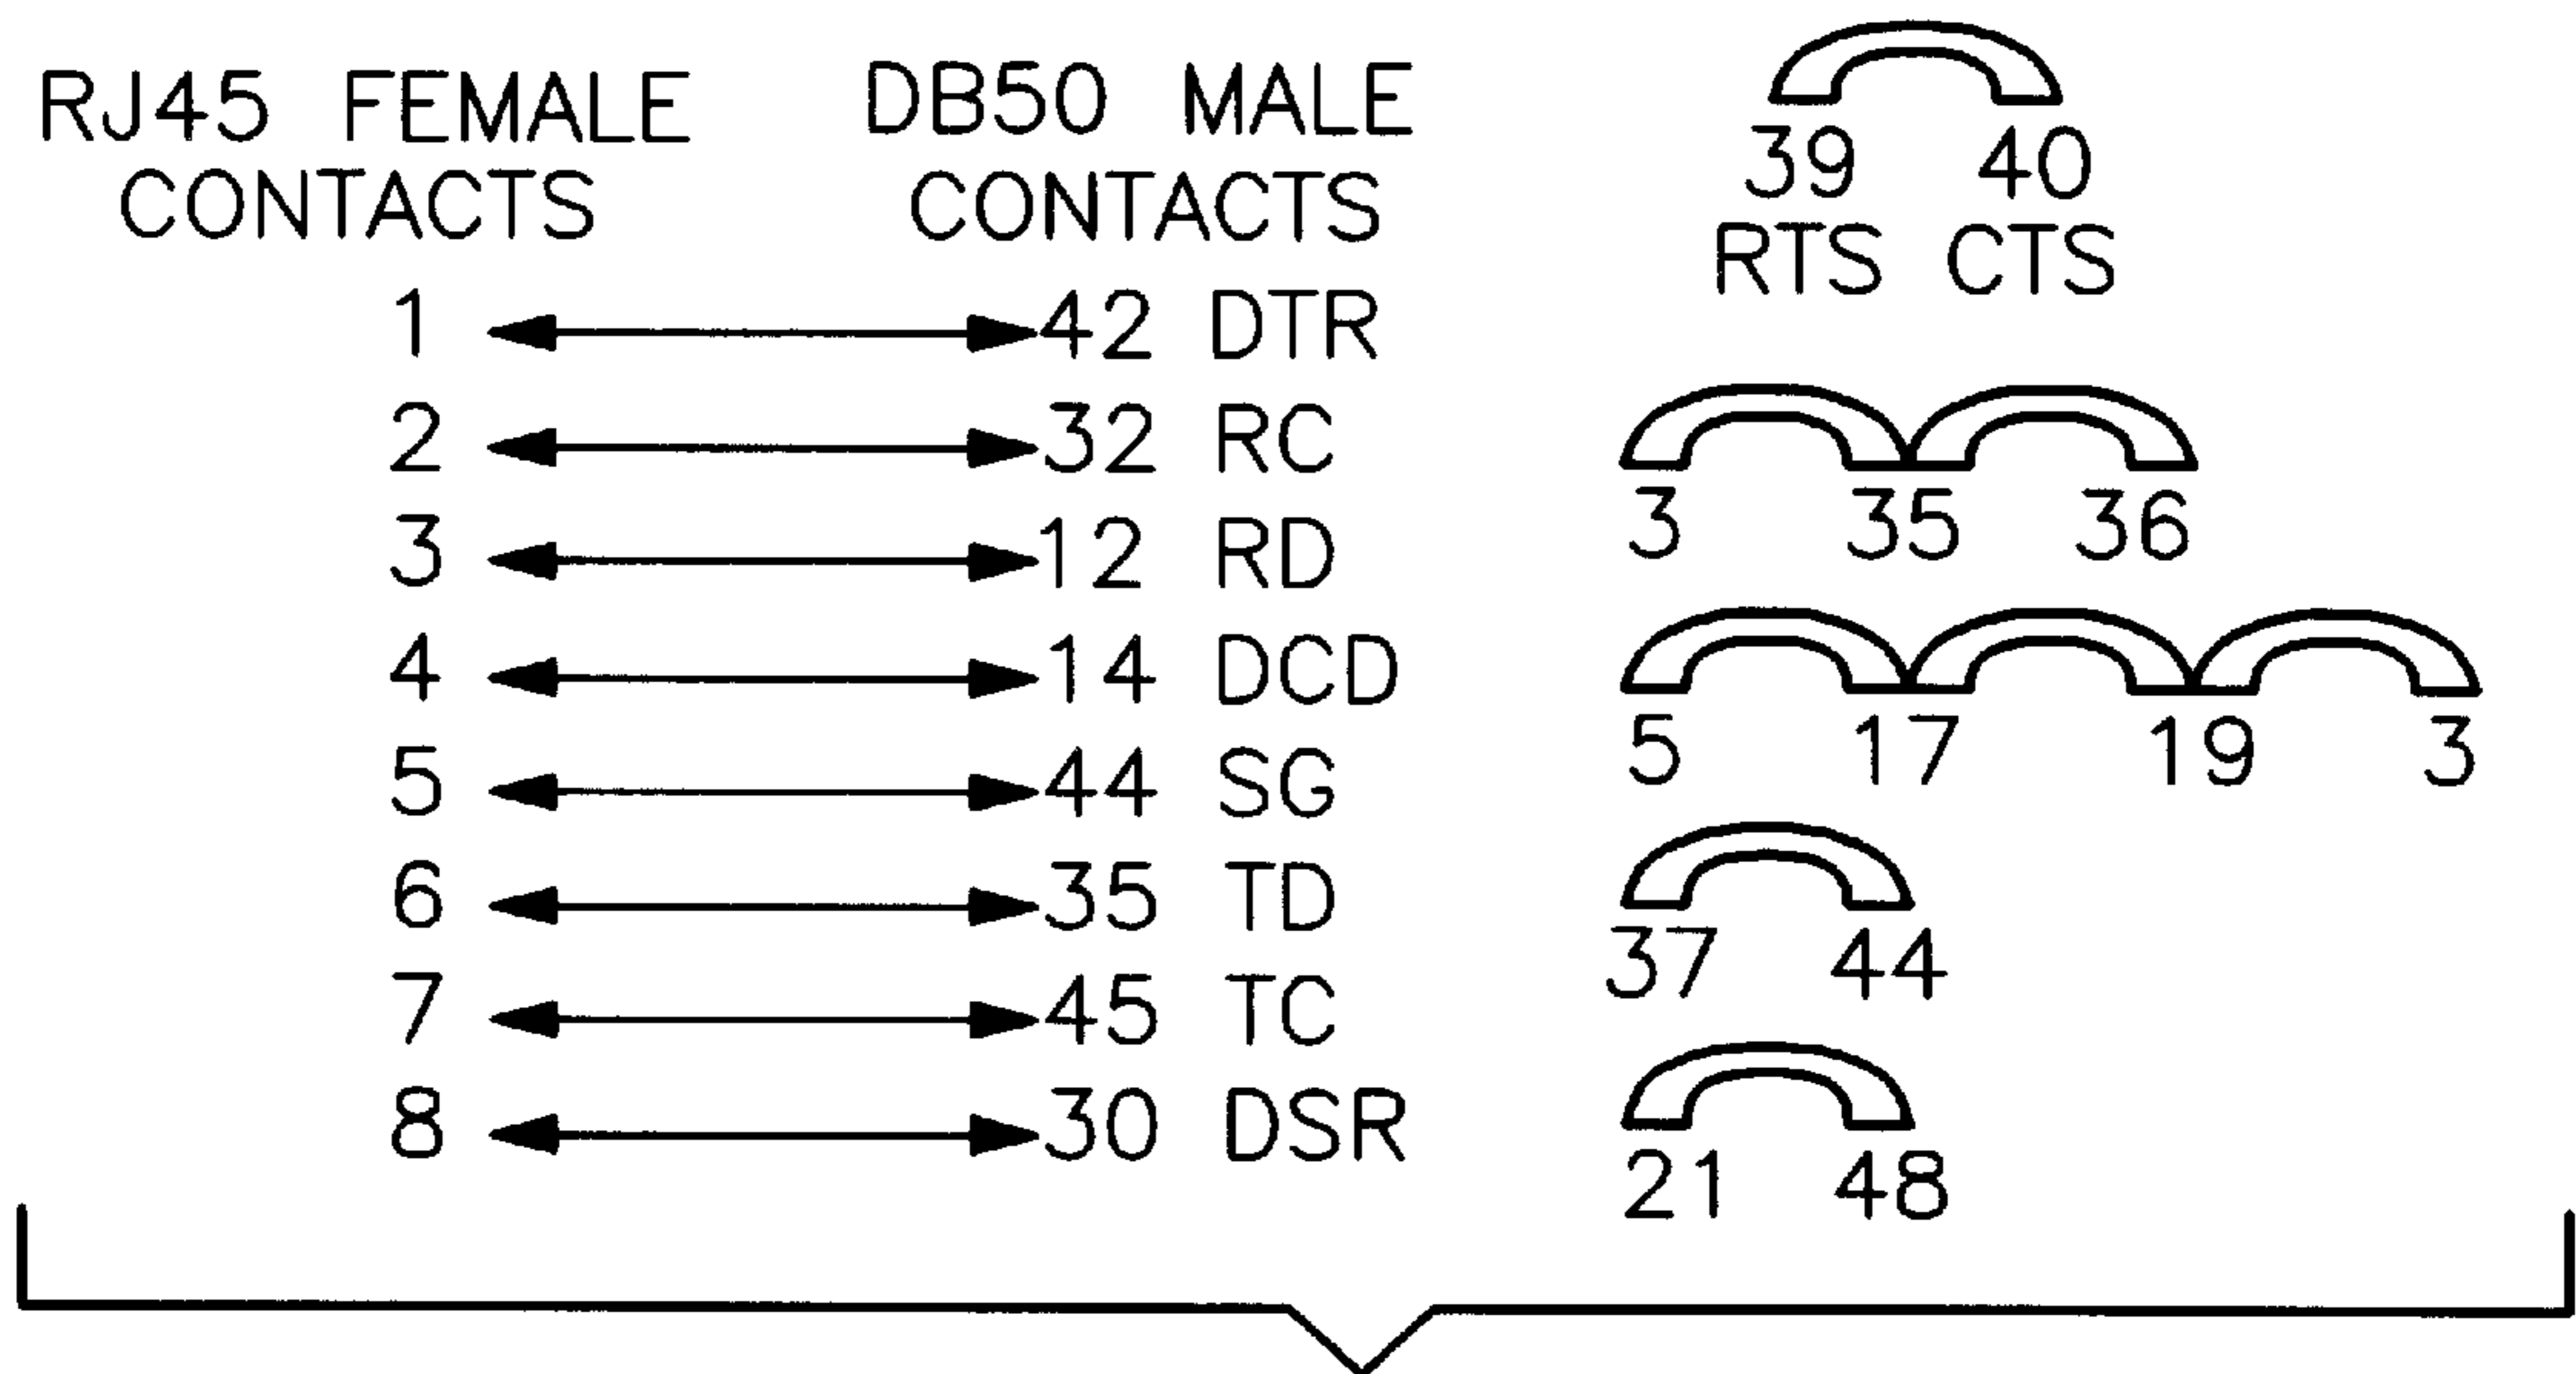 RJ45 FEMALE
CONTACTS
DB50 MALE
CONTACTS
1 42 DTR
2 32 RC
3 12 RD
4 14 DCD
5 44 SG
6 35 TD
7 45 TC
8 30 DSR
39 40
RTS CTS
3 35 36
5 17 19 3
37 44
21 48